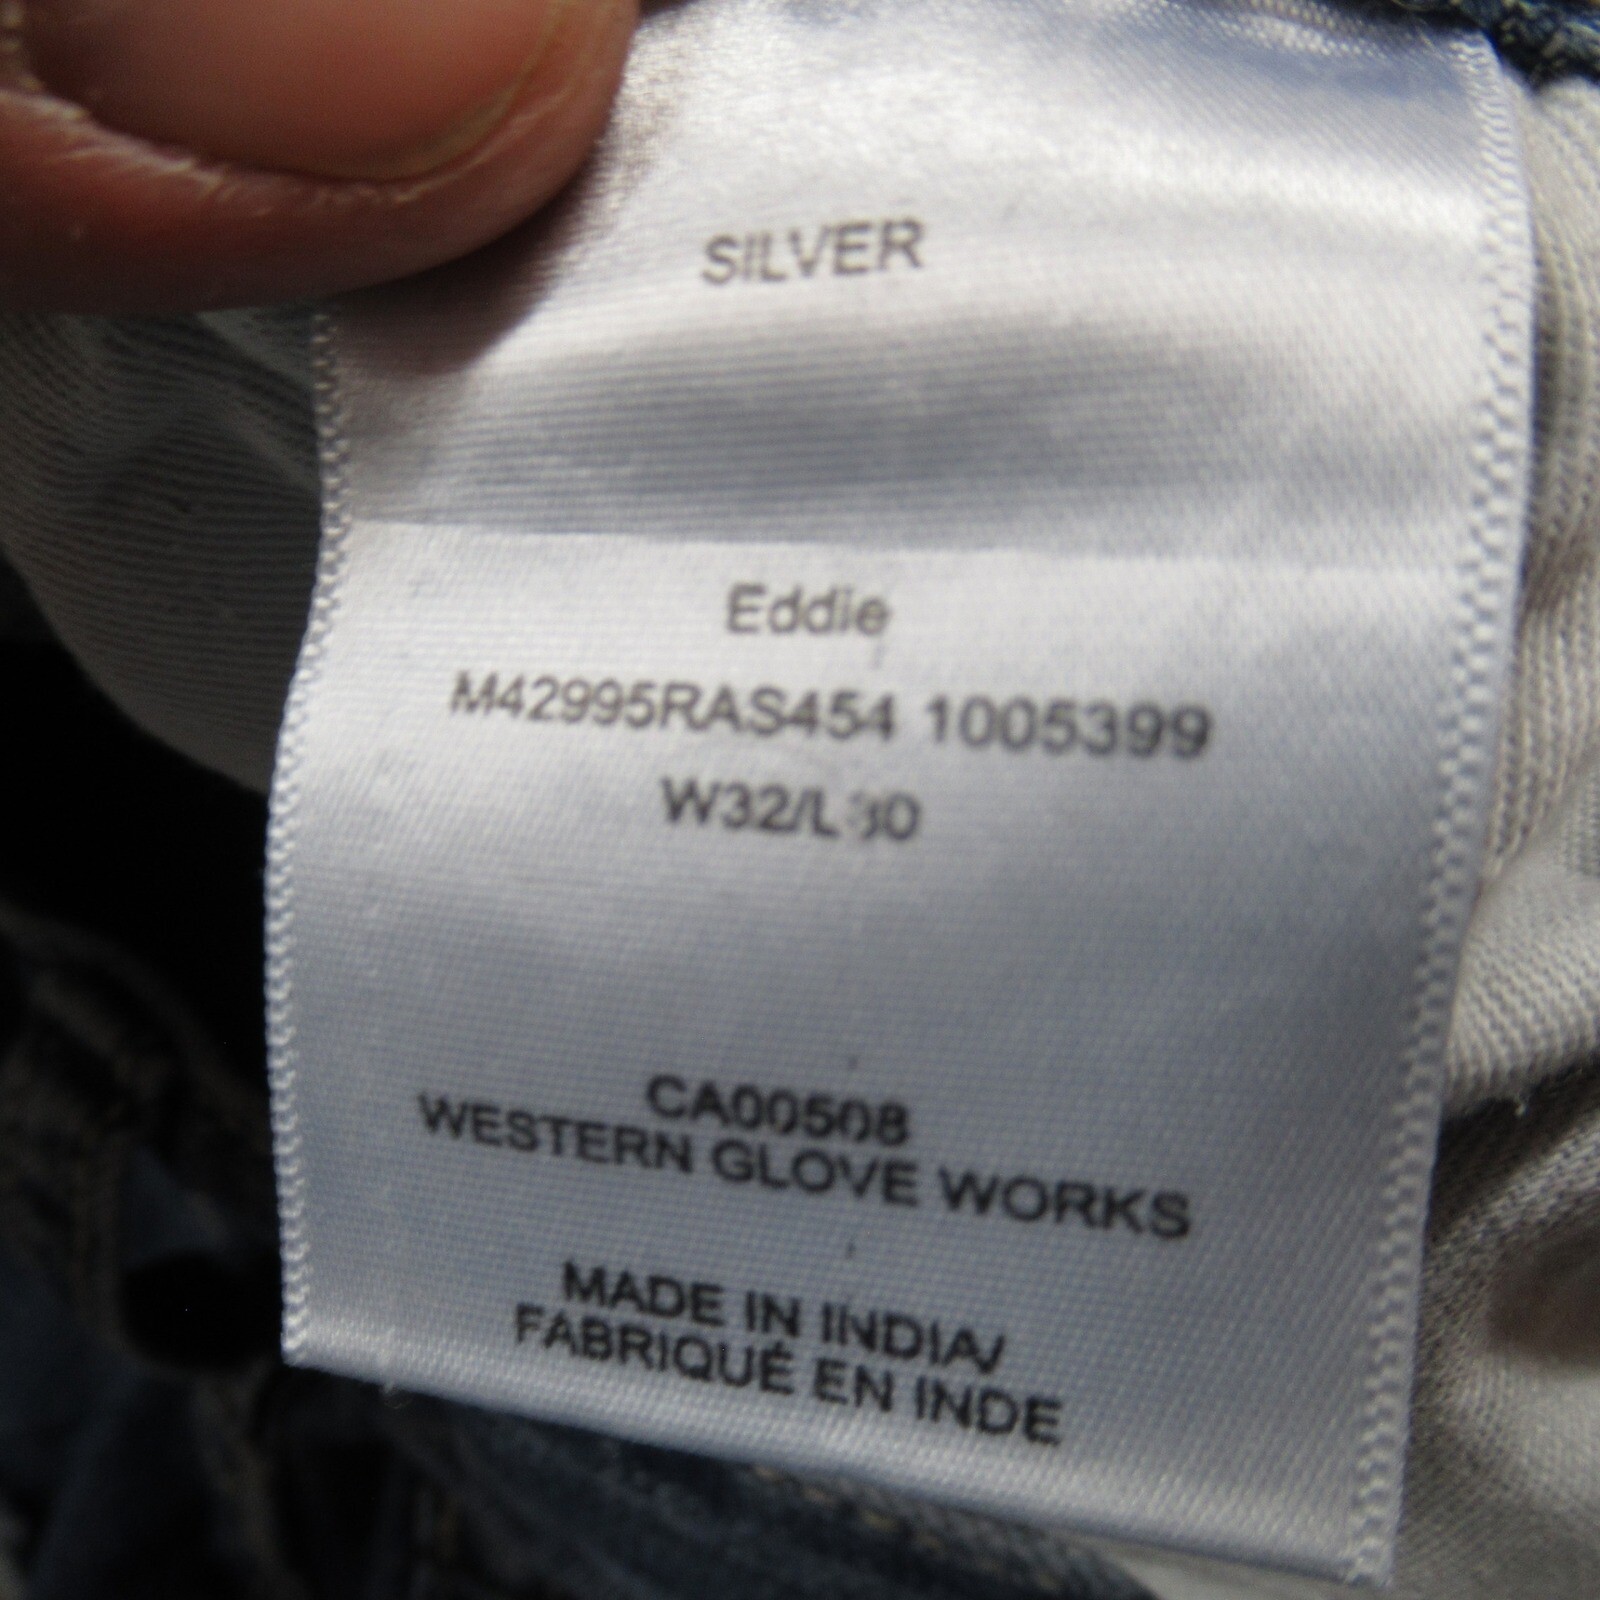 SILVER
Eddie
M42995RAS454 1005399
W32/L30
CA00508
WESTERN GLOVE WORKS
MADE IN INDIA/
FABRIQUÉ EN INDE